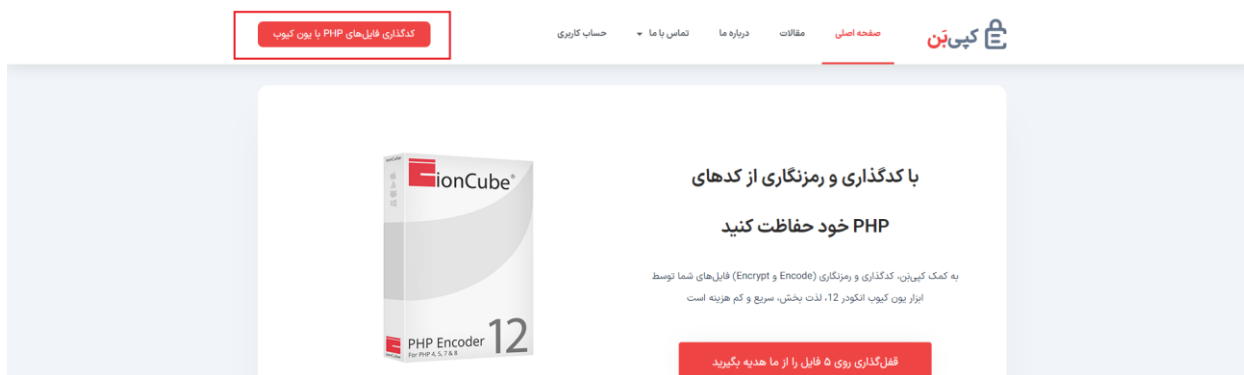 کپی‌بَن
صفحه اصلی
مقالات
درباره ما
تماس با ما
حساب کاربری
کدگذاری فایل‌های PHP با یون کیوب
با کدگذاری و رمزنگاری از کدهای
PHP خود حفاظت کنید
به کمک کپی‌بَن، کدگذاری و رمزنگاری (Encode و Encrypt) فایل‌های شما توسط
ابزار یون کیوب انکودر 12، لذت بخش، سریع و کم هزینه است
قفل‌گذاری روی ۵ فایل را از ما هدیه بگیرید
ionCube®
PHP Encoder 12
For PHP 4, 5, 7 & 8